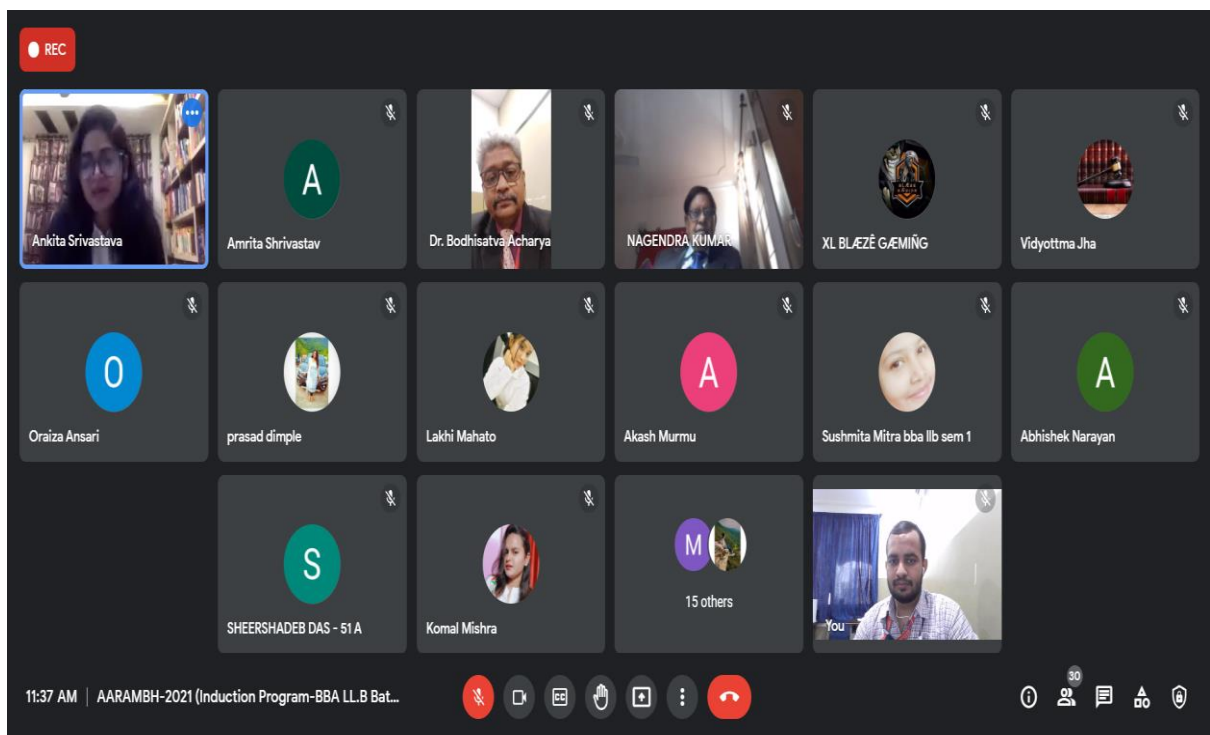 REC
Ankita Srivastava
A
Amrita Shrivastav
Dr. Bodhisatva Acharya
NAGENDRA KUMAR
XL BLÆZÊ GÆMIÑG
Vidyottma Jha
O
Oraiza Ansari
prasad dimple
Lakhi Mahato
A
Akash Murmu
Sushmita Mitra bba llb sem 1
A
Abhishek Narayan
S
SHEERSHADEB DAS - 51 A
Komal Mishra
M
15 others
You
11:37 AM | AARAMBH-2021 (Induction Program-BBA LL.B Bat...
CC
30